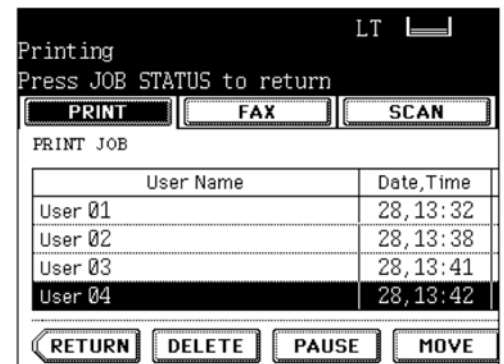 LT
Printing
Press JOB STATUS to return
PRINT FAX SCAN
PRINT JOB
User Name Date,Time
User 01 28,13:32
User 02 28,13:38
User 03 28,13:41
User 04 28,13:42
RETURN DELETE PAUSE MOVE